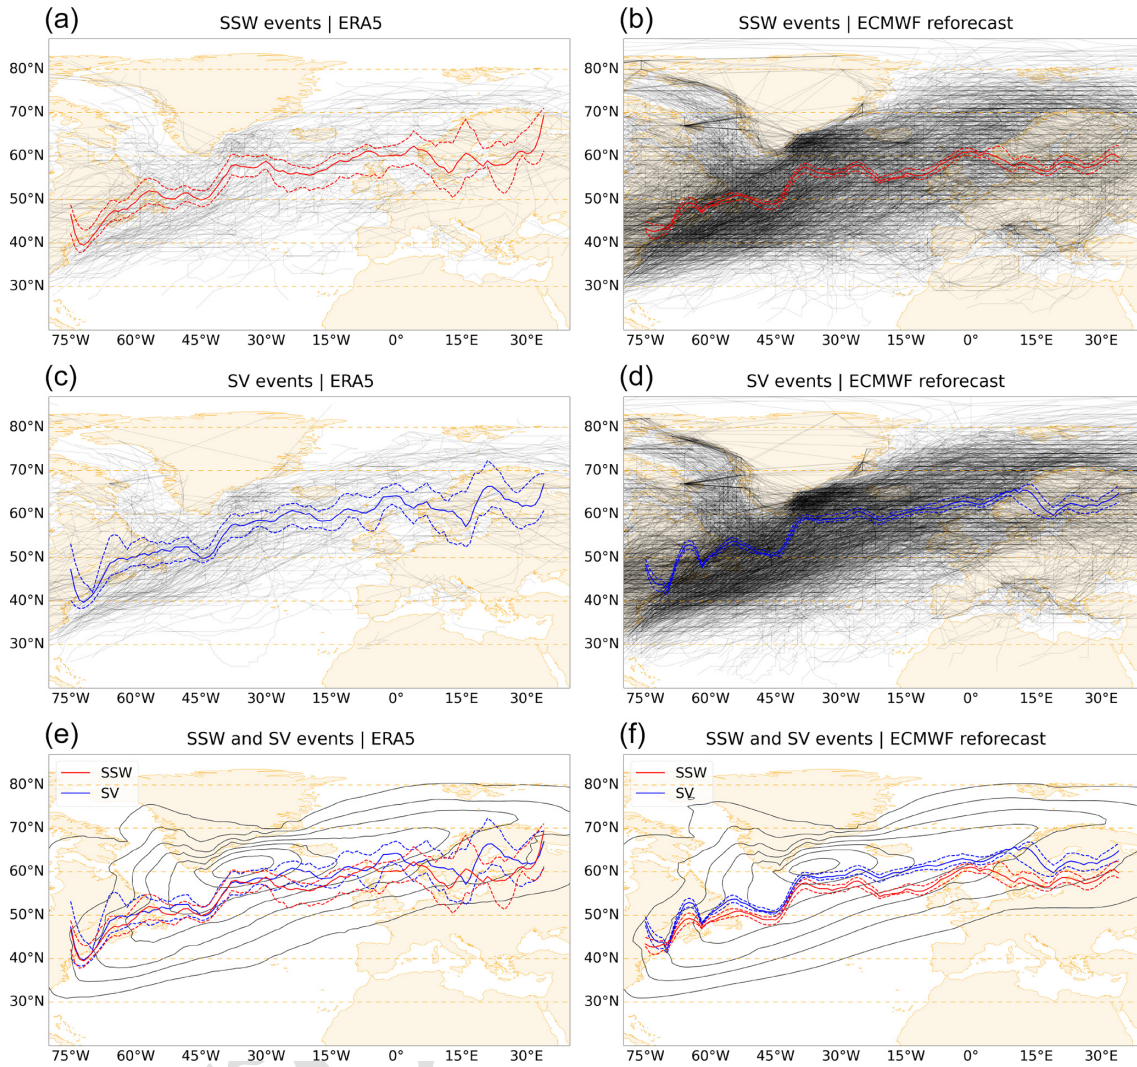 (a) SSW events | ERA5
(b) SSW events | ECMWF reforecast
80°N
70°N
60°N
50°N
40°N
30°N
75°W 60°W 45°W 30°W 15°W 0° 15°E 30°E
80°N
70°N
60°N
50°N
40°N
30°N
75°W 60°W 45°W 30°W 15°W 0° 15°E 30°E
(c) SV events | ERA5
(d) SV events | ECMWF reforecast
80°N
70°N
60°N
50°N
40°N
30°N
75°W 60°W 45°W 30°W 15°W 0° 15°E 30°E
80°N
70°N
60°N
50°N
40°N
30°N
75°W 60°W 45°W 30°W 15°W 0° 15°E 30°E
(e) SSW and SV events | ERA5
(f) SSW and SV events | ECMWF reforecast
SSW
SV
80°N
70°N
60°N
50°N
40°N
30°N
75°W 60°W 45°W 30°W 15°W 0° 15°E 30°E
SSW
SV
80°N
70°N
60°N
50°N
40°N
30°N
75°W 60°W 45°W 30°W 15°W 0° 15°E 30°E